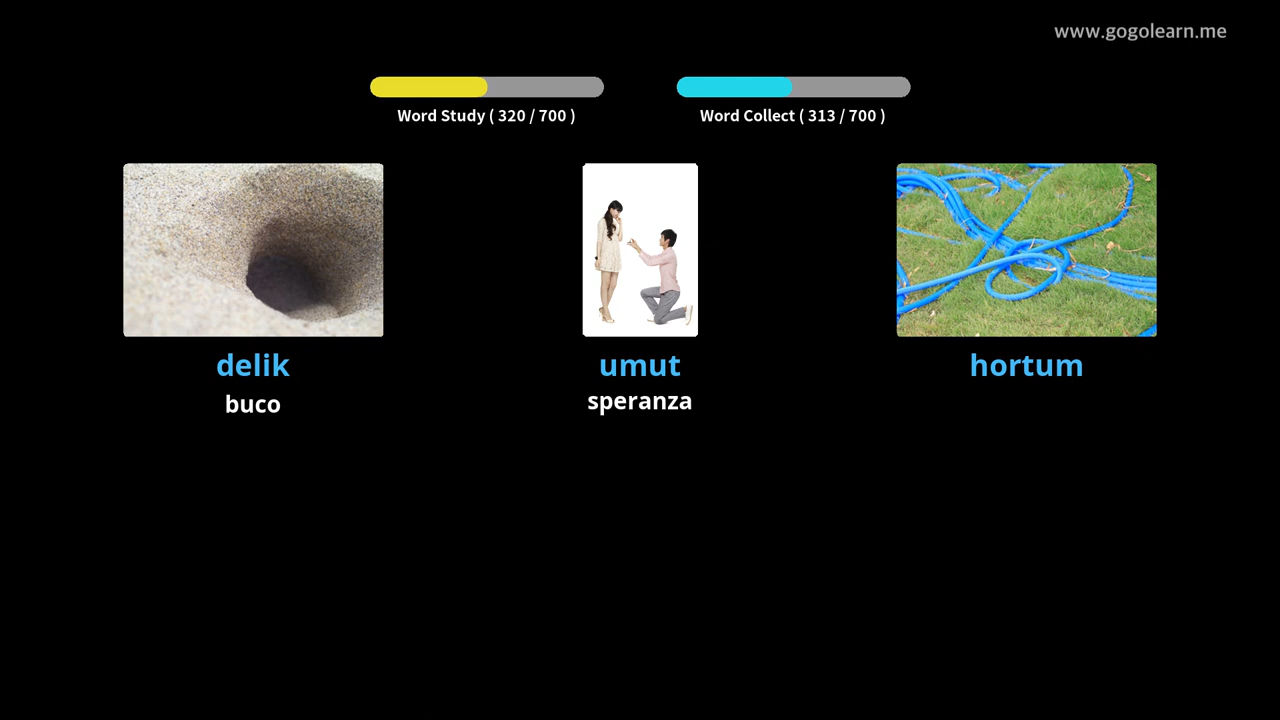 www.gogolearn.me
Word Study ( 320 / 700 )
Word Collect ( 313 / 700 )
delik
umut
hortum
buco
speranza